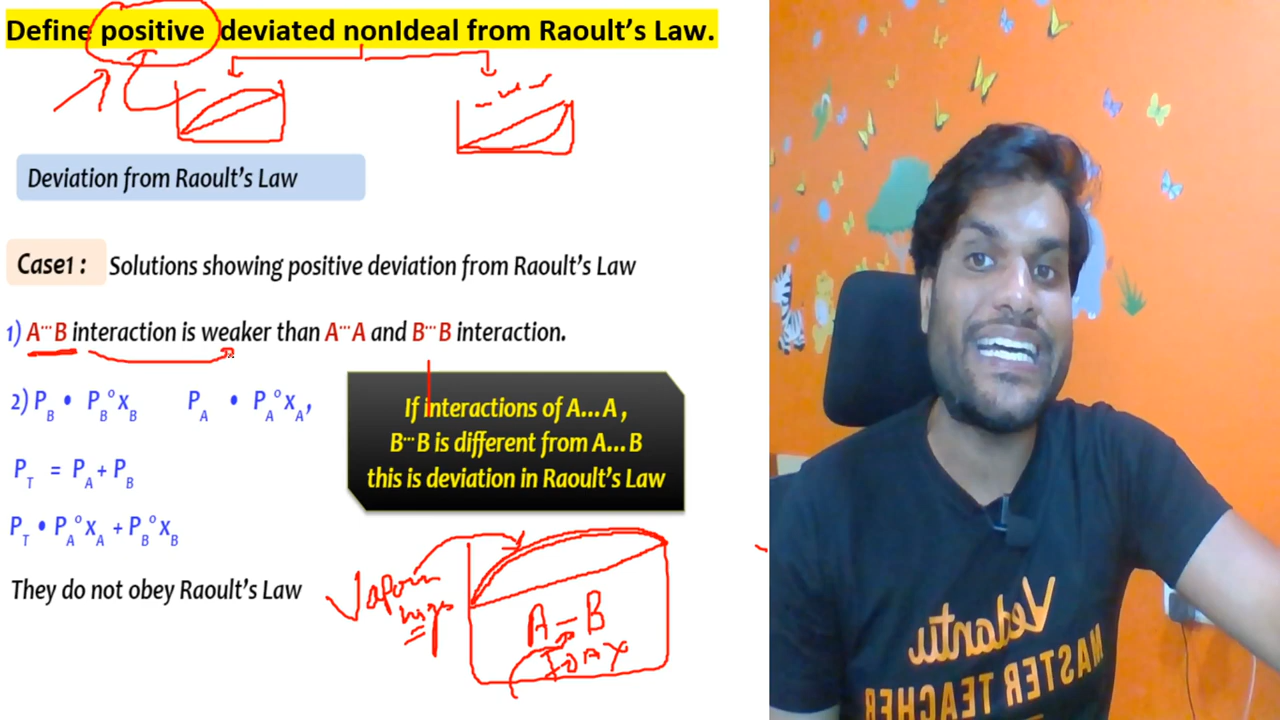 Define positive deviated nonIdeal from Raoult's Law.
Deviation from Raoult's Law
Case1 : Solutions showing positive deviation from Raoult's Law
1) A···B interaction is weaker than A···A and B···B interaction.
2) P_B • P_B°x_B P_A • P_A°x_A,
P_T = P_A + P_B
P_T • P_A°x_A + P_B°x_B
They do not obey Raoult's Law
If interactions of A...A ,
B···B is different from A...B
this is deviation in Raoult's Law
Vapour
A - B
Vedantu
MASTER TEACHER